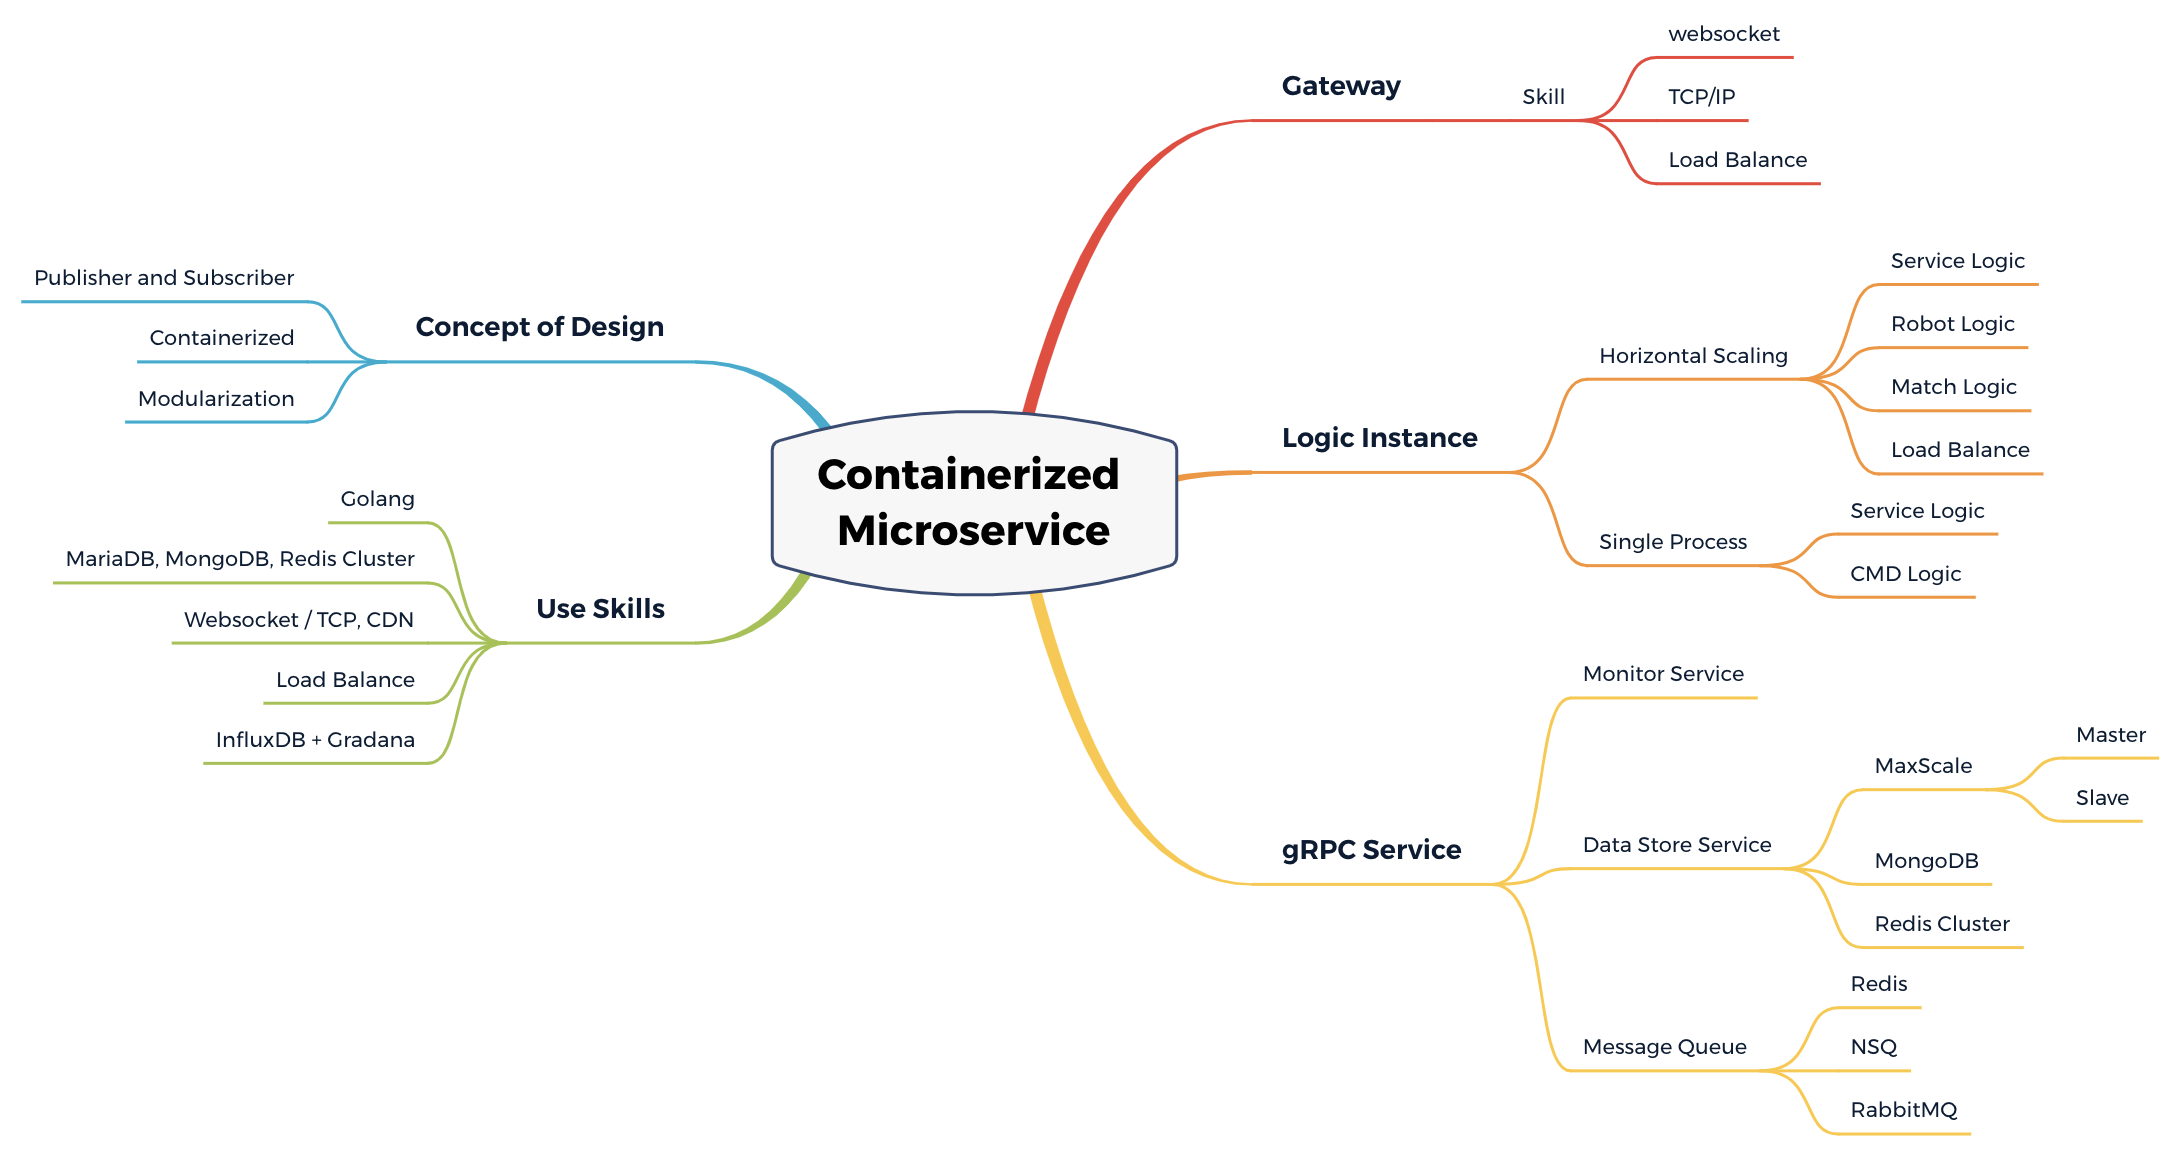 Containerized
Microservice
Gateway
Skill
websocket
TCP/IP
Load Balance
Logic Instance
Horizontal Scaling
Service Logic
Robot Logic
Match Logic
Load Balance
Single Process
Service Logic
CMD Logic
gRPC Service
Monitor Service
Data Store Service
MaxScale
Master
Slave
MongoDB
Redis Cluster
Message Queue
Redis
NSQ
RabbitMQ
Concept of Design
Publisher and Subscriber
Containerized
Modularization
Use Skills
Golang
MariaDB, MongoDB, Redis Cluster
Websocket / TCP, CDN
Load Balance
InfluxDB + Gradana